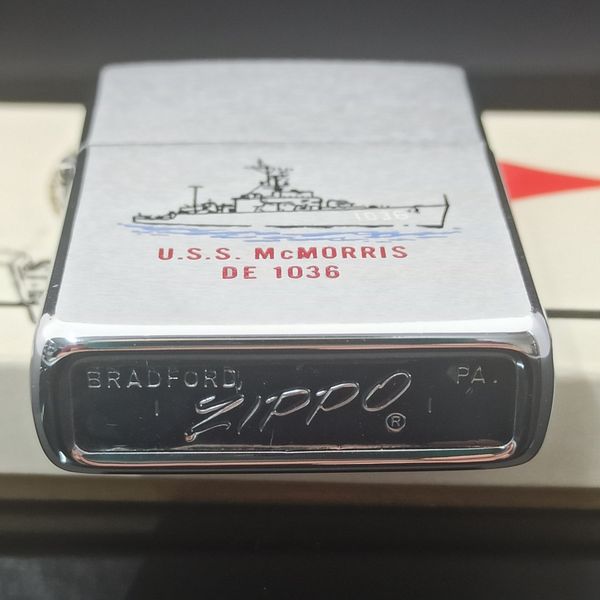 1036
U.S.S. McMORRIS
DE 1036
BRADFORD, PA.
ZIPPO ®